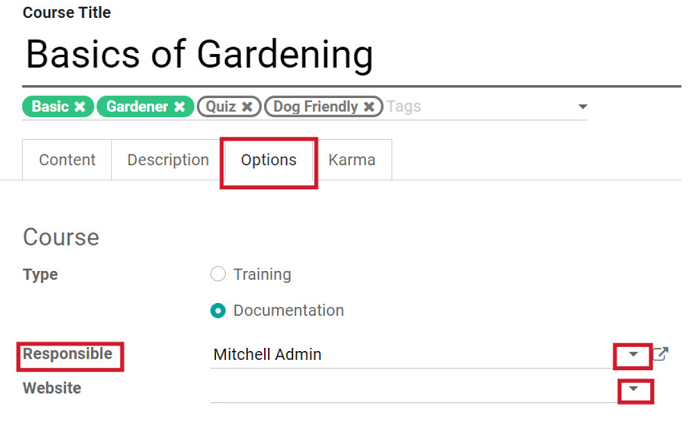 Course Title
Basics of Gardening
Basic ✖ Gardener ✖ Quiz ✖ Dog Friendly ✖ Tags
Content Description Options Karma
Course
Type Training
Documentation
Responsible Mitchell Admin
Website